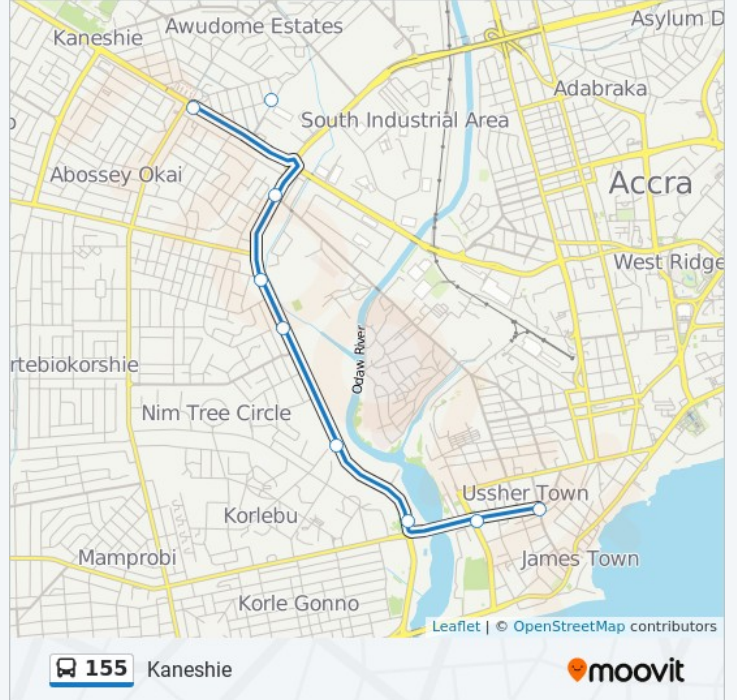 Awudome Estates
Asylum D
Kaneshie
Adabraka
South Industrial Area
Abossey Okai
Accra
West Ridge
Odaw River
rtebiokorshie
Nim Tree Circle
Ussher Town
Korlebu
Mamprobi
James Town
Korle Gonno
Leaflet | © OpenStreetMap contributors
155 Kaneshie
moovit